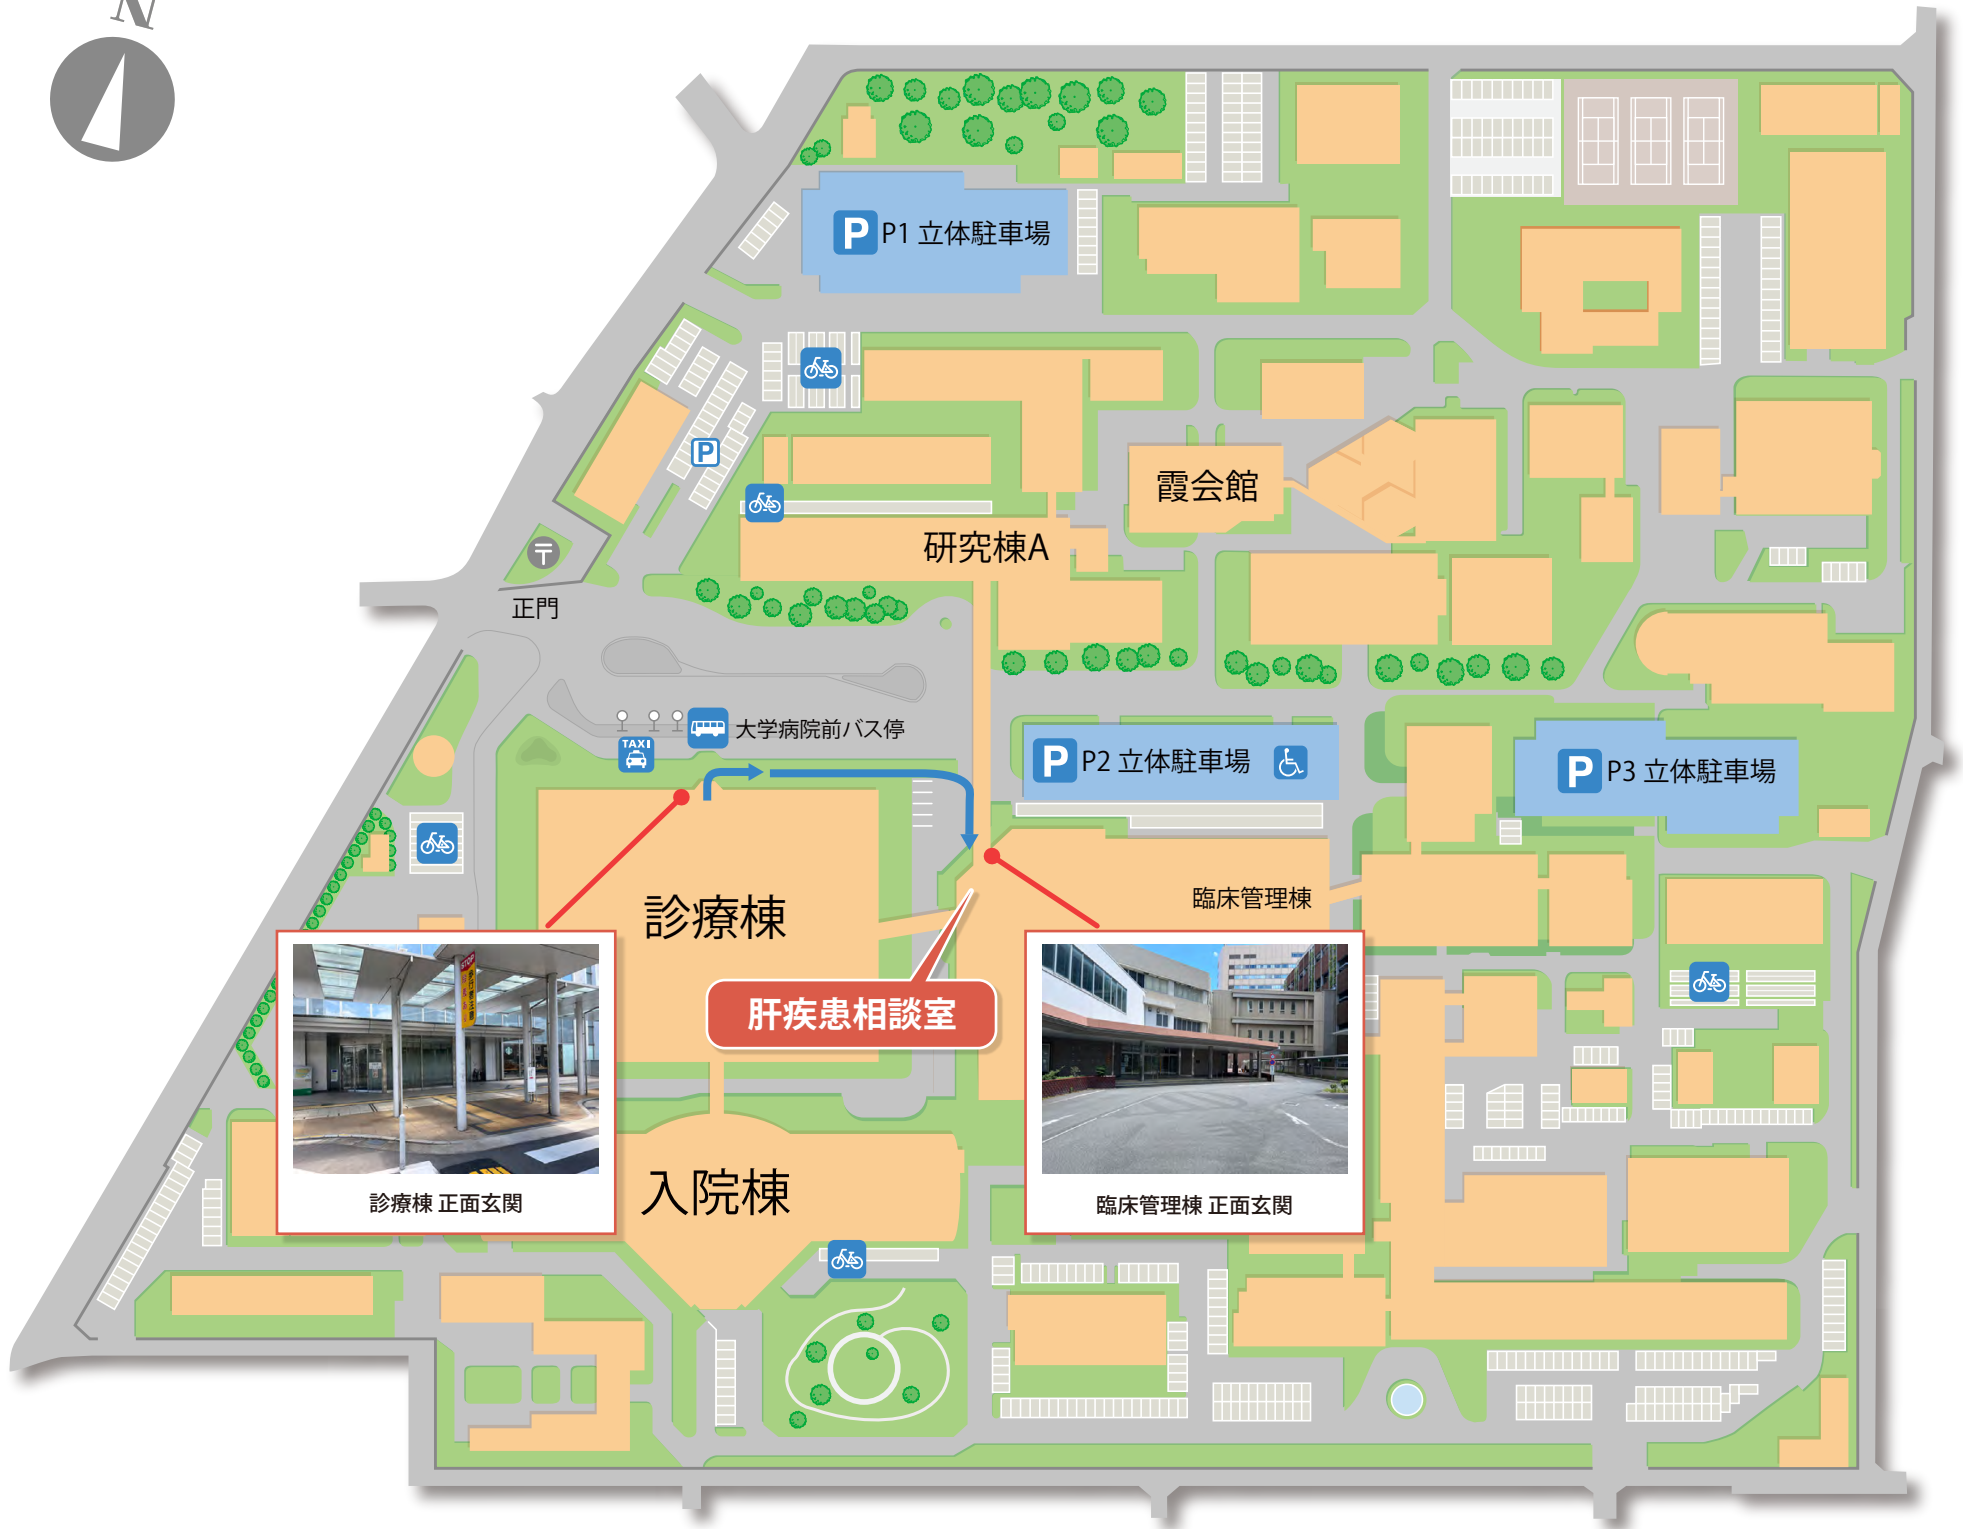 N
P P1 立体駐車場
P
霞会館
研究棟A
〒
正門
大学病院前バス停
TAXI
P P2 立体駐車場
P P3 立体駐車場
臨床管理棟
診療棟
肝疾患相談室
STOP
診療棟 正面玄関
臨床管理棟 正面玄関
入院棟